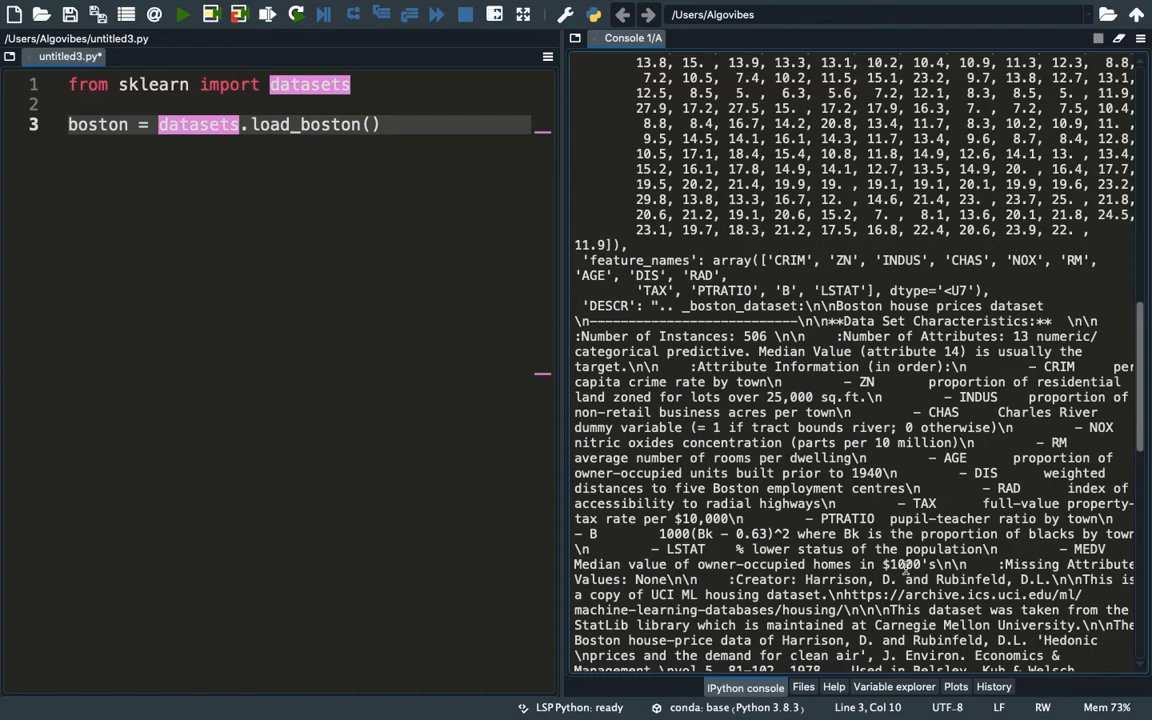 /Users/Algovibes
/Users/Algovibes/untitled3.py
untitled3.py*
1 from sklearn import datasets
2
3 boston = datasets.load_boston()
Console 1/A
13.8, 15. , 13.9, 13.3, 13.1, 10.2, 10.4, 10.9, 11.3, 12.3, 8.8,
7.2, 10.5, 7.4, 10.2, 11.5, 15.1, 23.2, 9.7, 13.8, 12.7, 13.1,
12.5, 8.5, 5. , 6.3, 5.6, 7.2, 12.1, 8.3, 8.5, 5. , 11.9,
27.9, 17.2, 27.5, 15. , 17.2, 17.9, 16.3, 7. , 7.2, 7.5, 10.4,
8.8, 8.4, 16.7, 14.2, 20.8, 13.4, 11.7, 8.3, 10.2, 10.9, 11. ,
9.5, 14.5, 14.1, 16.1, 14.3, 11.7, 13.4, 9.6, 8.7, 8.4, 12.8,
10.5, 17.1, 18.4, 15.4, 10.8, 11.8, 14.9, 12.6, 14.1, 13. , 13.4,
15.2, 16.1, 17.8, 14.9, 14.1, 12.7, 13.5, 14.9, 20. , 16.4, 17.7,
19.5, 20.2, 21.4, 19.9, 19. , 19.1, 19.1, 20.1, 19.9, 19.6, 23.2,
29.8, 13.8, 13.3, 16.7, 12. , 14.6, 21.4, 23. , 23.7, 25. , 21.8,
20.6, 21.2, 19.1, 20.6, 15.2, 7. , 8.1, 13.6, 20.1, 21.8, 24.5,
23.1, 19.7, 18.3, 21.2, 17.5, 16.8, 22.4, 20.6, 23.9, 22. ,
11.9]),
'feature_names': array(['CRIM', 'ZN', 'INDUS', 'CHAS', 'NOX', 'RM',
'AGE', 'DIS', 'RAD',
'TAX', 'PTRATIO', 'B', 'LSTAT'], dtype='<U7'),
'DESCR': ".. _boston_dataset:\n\nBoston house prices dataset
\n---------------------------\n\n**Data Set Characteristics:**  \n\n
:Number of Instances: 506 \n\n    :Number of Attributes: 13 numeric/
categorical predictive. Median Value (attribute 14) is usually the
target.\n\n    :Attribute Information (in order):\n        - CRIM     per
capita crime rate by town\n        - ZN       proportion of residential
land zoned for lots over 25,000 sq.ft.\n        - INDUS    proportion of
non-retail business acres per town\n        - CHAS     Charles River
dummy variable (= 1 if tract bounds river; 0 otherwise)\n        - NOX
nitric oxides concentration (parts per 10 million)\n        - RM
average number of rooms per dwelling\n        - AGE      proportion of
owner-occupied units built prior to 1940\n        - DIS      weighted
distances to five Boston employment centres\n        - RAD      index of
accessibility to radial highways\n        - TAX      full-value property-
tax rate per $10,000\n        - PTRATIO  pupil-teacher ratio by town\n
- B        1000(Bk - 0.63)^2 where Bk is the proportion of blacks by town
\n        - LSTAT    % lower status of the population\n        - MEDV
Median value of owner-occupied homes in $1000's\n\n    :Missing Attribute
Values: None\n\n    :Creator: Harrison, D. and Rubinfeld, D.L.\n\nThis is
a copy of UCI ML housing dataset.\nhttps://archive.ics.uci.edu/ml/
machine-learning-databases/housing/\n\n\nThis dataset was taken from the
StatLib library which is maintained at Carnegie Mellon University.\n\nThe
Boston house-price data of Harrison, D. and Rubinfeld, D.L. 'Hedonic
\nprices and the demand for clean air', J. Environ. Economics &
Management, \nvol.5, 81-102, 1978.   Used in Belsley, Kuh & Welsch,
IPython console Files Help Variable explorer Plots History
LSP Python: ready conda: base (Python 3.8.3) Line 3, Col 10 UTF-8 LF RW Mem 73%